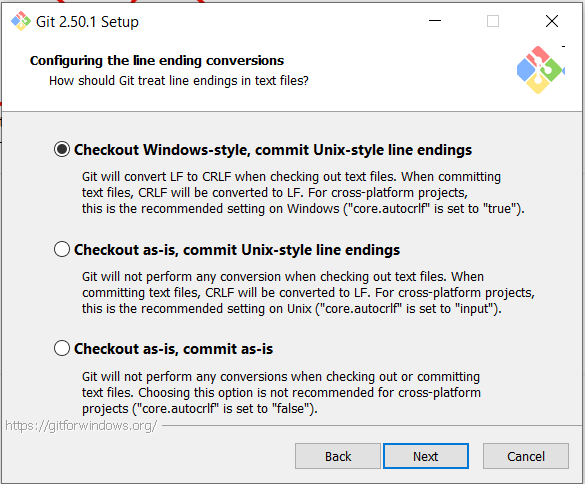 Git 2.50.1 Setup
Configuring the line ending conversions
How should Git treat line endings in text files?
Checkout Windows-style, commit Unix-style line endings
Git will convert LF to CRLF when checking out text files. When committing
text files, CRLF will be converted to LF. For cross-platform projects,
this is the recommended setting on Windows ("core.autocrlf" is set to "true").
Checkout as-is, commit Unix-style line endings
Git will not perform any conversion when checking out text files. When
committing text files, CRLF will be converted to LF. For cross-platform projects,
this is the recommended setting on Unix ("core.autocrlf" is set to "input").
Checkout as-is, commit as-is
Git will not perform any conversions when checking out or committing
text files. Choosing this option is not recommended for cross-platform
projects ("core.autocrlf" is set to "false").
https://gitforwindows.org/
Back
Next
Cancel